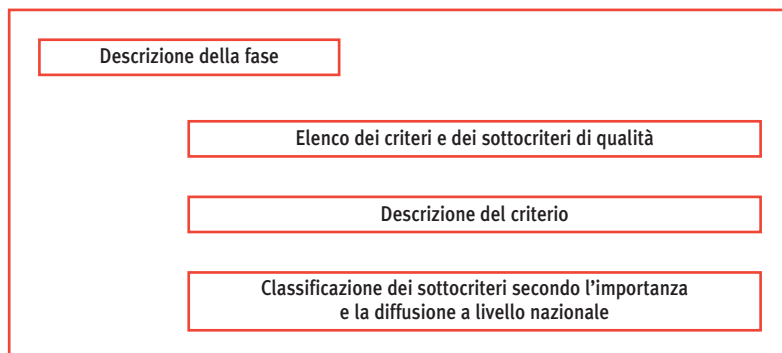 Descrizione della fase
Elenco dei criteri e dei sottocriteri di qualità
Descrizione del criterio
Classificazione dei sottocriteri secondo l’importanza
e la diffusione a livello nazionale